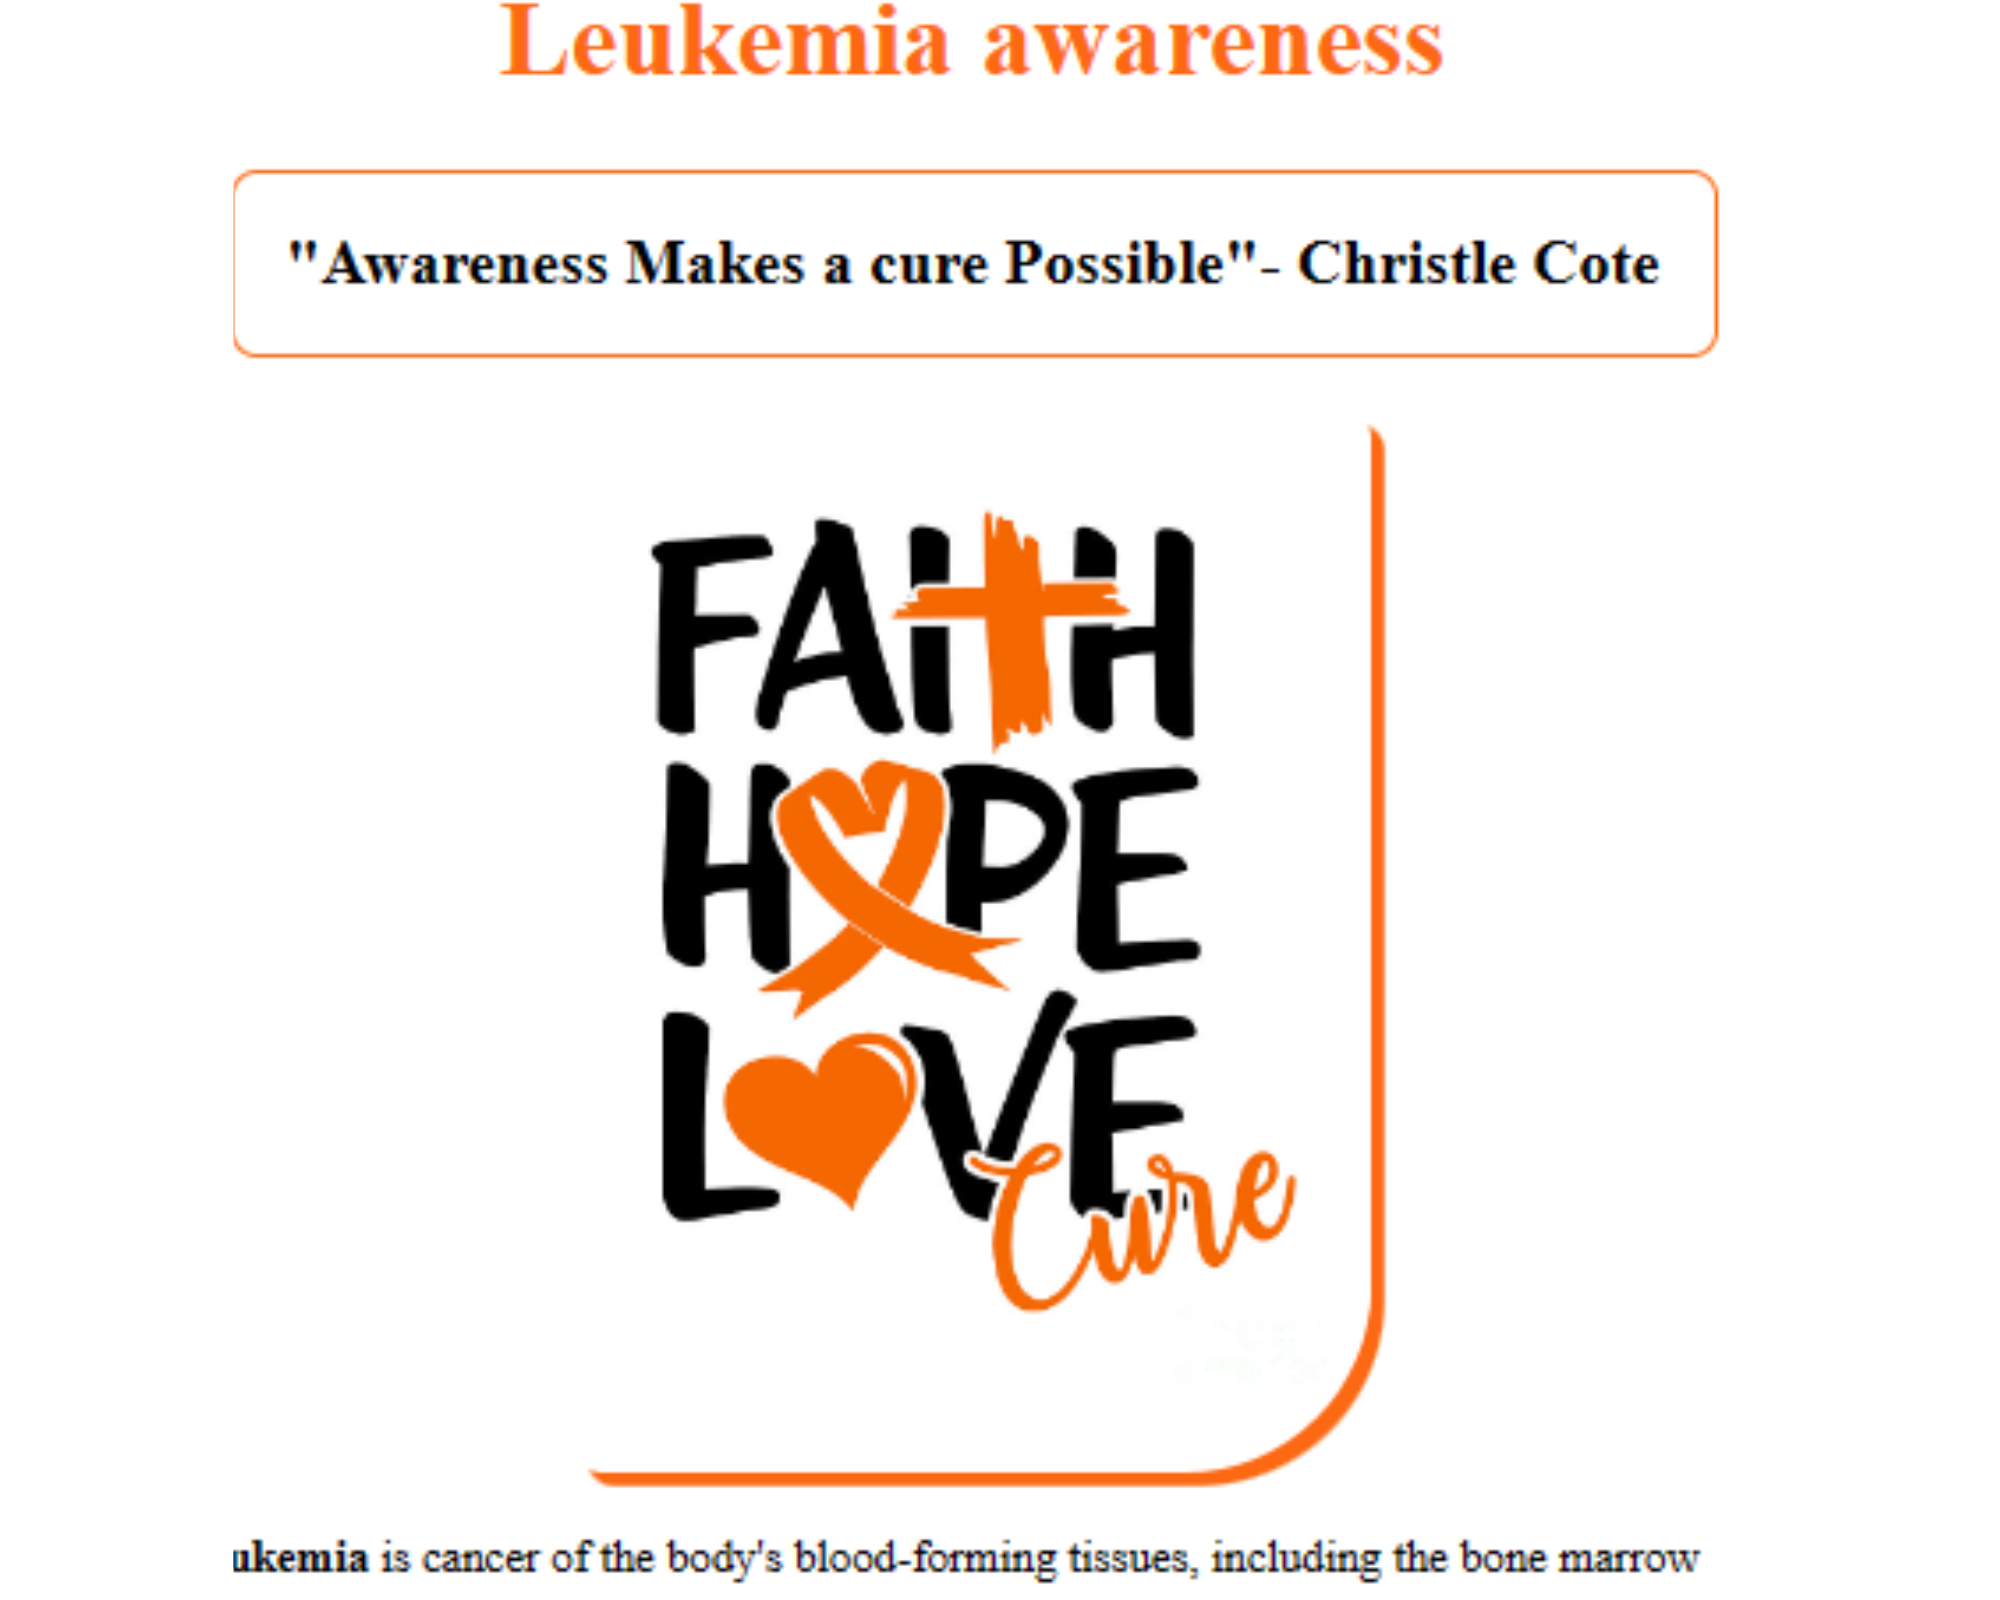 Leukemia awareness
"Awareness Makes a cure Possible"- Christle Cote
FAITH
HOPE
LOVE
Cure
ukemia is cancer of the body's blood-forming tissues, including the bone marrow